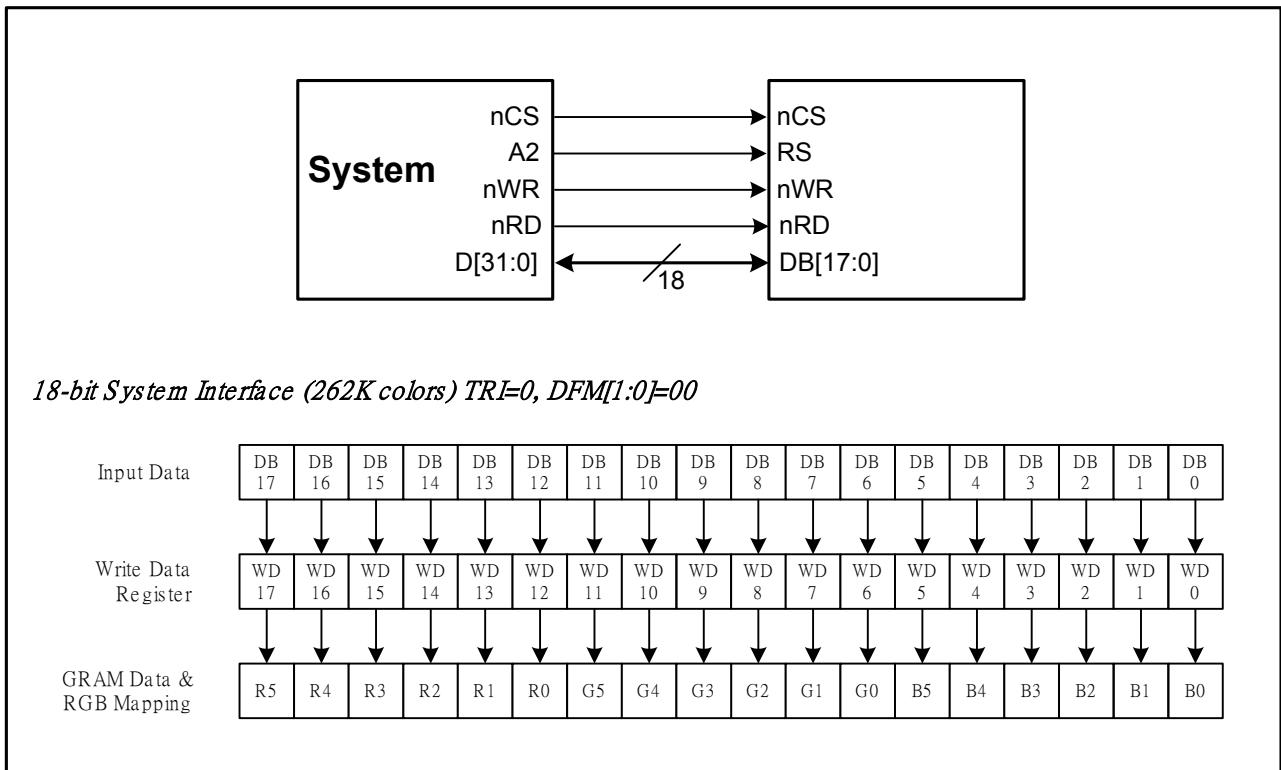 nCS nCS
System A2 RS
nWR nWR
nRD nRD
D[31:0] 18 DB[17:0]
18-bit System Interface (262K colors) TRI=0, DFM[1:0]=00
Input Data DB 17 DB 16 DB 15 DB 14 DB 13 DB 12 DB 11 DB 10 DB 9 DB 8 DB 7 DB 6 DB 5 DB 4 DB 3 DB 2 DB 1 DB 0
Write Data Register WD 17 WD 16 WD 15 WD 14 WD 13 WD 12 WD 11 WD 10 WD 9 WD 8 WD 7 WD 6 WD 5 WD 4 WD 3 WD 2 WD 1 WD 0
GRAM Data & RGB Mapping R5 R4 R3 R2 R1 R0 G5 G4 G3 G2 G1 G0 B5 B4 B3 B2 B1 B0